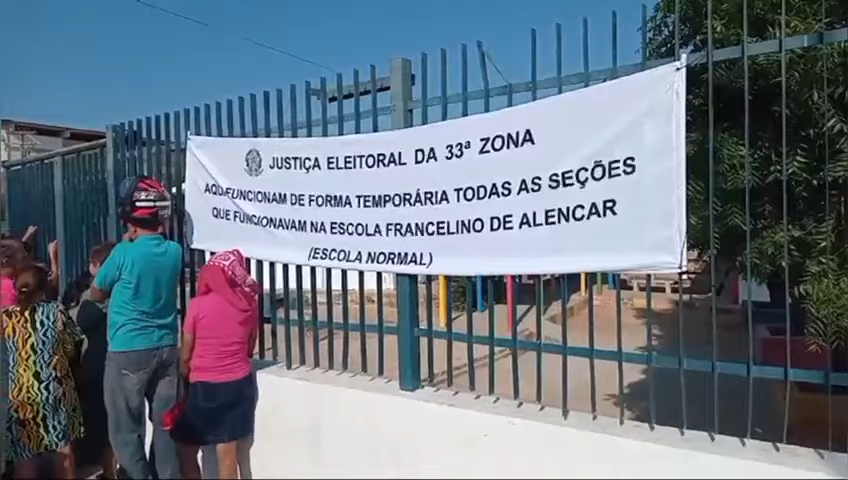 JUSTIÇA ELEITORAL DA 33ª ZONA
AQUI FUNCIONAM DE FORMA TEMPORÁRIA TODAS AS SEÇÕES
QUE FUNCIONAVAM NA ESCOLA FRANCELINO DE ALENCAR
(ESCOLA NORMAL)